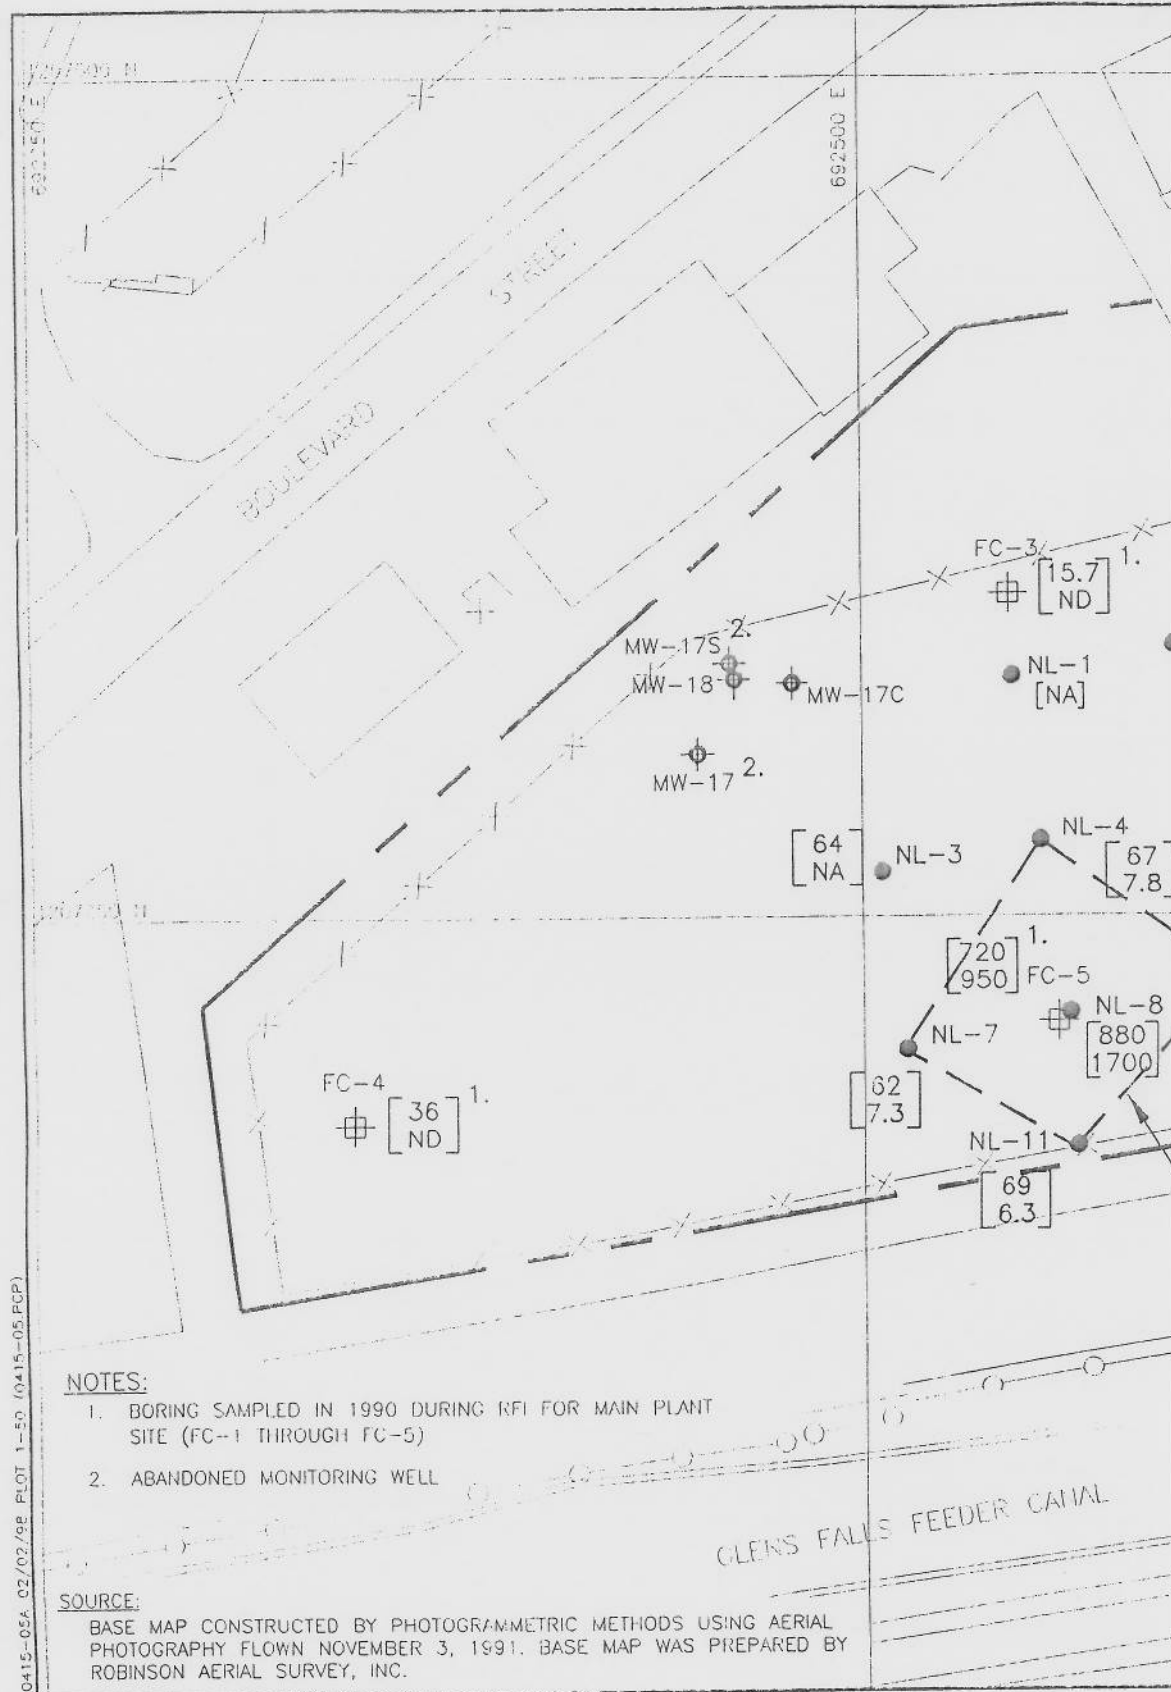 692500 E
STREET
BOULEVARD
FC-3
15.7
ND
1.
MW-17S
2.
MW-18
MW-17C
MW-17
2.
NL-1
[NA]
NL-4
67
7.8
64
NA
NL-3
720
950
1.
FC-5
NL-8
880
1700
NL-7
62
7.3
FC-4
36
ND
1.
NL-11
69
6.3
NOTES:
1. BORING SAMPLED IN 1990 DURING RFI FOR MAIN PLANT
SITE (FC-1 THROUGH FC-5)
2. ABANDONED MONITORING WELL
GLENS FALLS FEEDER CANAL
SOURCE:
BASE MAP CONSTRUCTED BY PHOTOGRAMMETRIC METHODS USING AERIAL
PHOTOGRAPHY FLOWN NOVEMBER 3, 1991. BASE MAP WAS PREPARED BY
ROBINSON AERIAL SURVEY, INC.
0415-05A 02/02/98 PLOT 1-50 (0415-05.PCP)